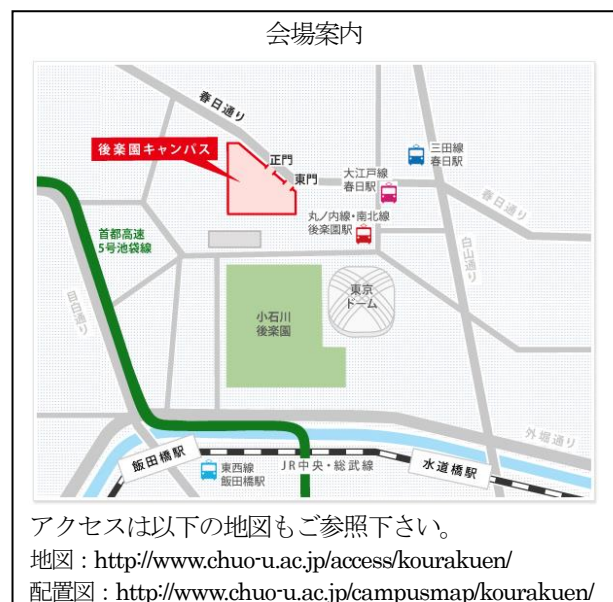 会場案内
春日通り
後楽園キャンパス
正門
東門
三田線
春日駅
大江戸線
春日駅
丸ノ内線・南北線
後楽園駅
春日通り
首都高速
5号池袋線
白山通り
目白通り
小石川
後楽園
東京
ドーム
外堀通り
飯田橋駅
東西線
飯田橋駅
JR中央・総武線
水道橋駅
アクセスは以下の地図もご参照下さい。
地図：http://www.chuo-u.ac.jp/access/kourakuen/
配置図：http://www.chuo-u.ac.jp/campusmap/kourakuen/